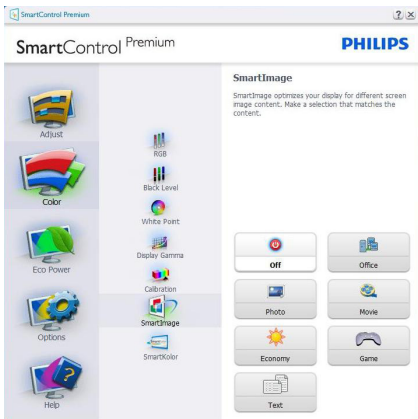 SmartControl Premium
SmartControl Premium
PHILIPS
Adjust
Color
Eco Power
Options
Help
RGB
Black Level
White Point
Display Gamma
Calibration
SmartImage
SmartKolor
SmartImage
SmartImage optimizes your display for different screen
image content. Make a selection that matches the
content.
Off
Office
Photo
Movie
Economy
Game
Text